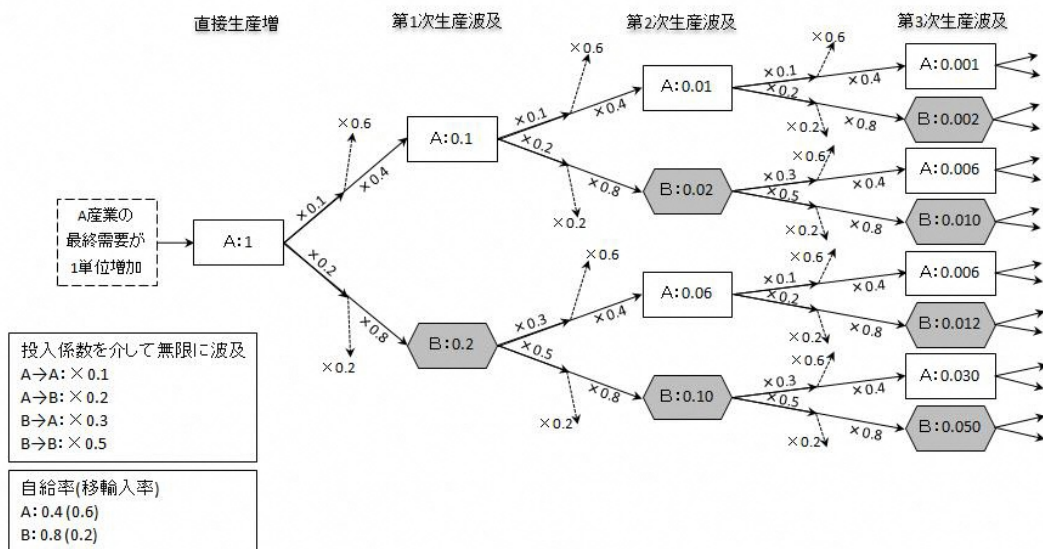 直接生産増
第1次生産波及
第2次生産波及
第3次生産波及
A産業の
最終需要が
1単位増加
A:1
×0.1
×0.6
×0.4
×0.2
×0.2
×0.8
A:0.1
×0.1
×0.6
×0.4
×0.2
×0.2
×0.8
B:0.2
×0.3
×0.6
×0.4
×0.5
×0.2
×0.8
A:0.01
×0.1
×0.6
×0.4
×0.2
×0.2
×0.8
B:0.02
×0.3
×0.6
×0.4
×0.5
×0.2
×0.8
A:0.06
×0.1
×0.6
×0.4
×0.2
×0.2
×0.8
B:0.10
×0.3
×0.6
×0.4
×0.5
×0.2
×0.8
A:0.001
B:0.002
A:0.006
B:0.010
A:0.006
B:0.012
A:0.030
B:0.050
投入係数を介して無限に波及
A→A:×0.1
A→B:×0.2
B→A:×0.3
B→B:×0.5
自給率(移輸入率)
A:0.4(0.6)
B:0.8(0.2)